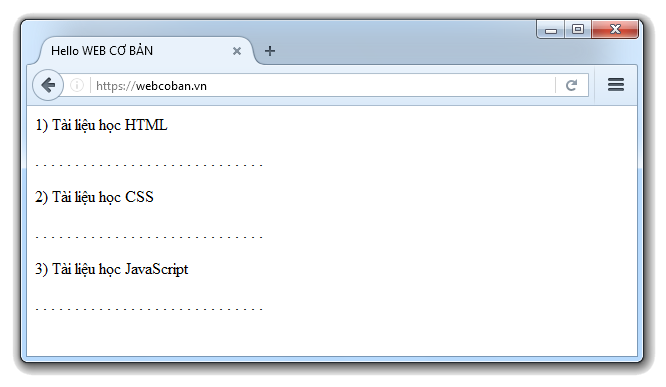 Hello WEB CƠ BẢN
https://webcoban.vn
1) Tài liệu học HTML
. . . . . . . . . . . . . . . . . . . . . . . . . . . . .
2) Tài liệu học CSS
. . . . . . . . . . . . . . . . . . . . . . . . . . . . .
3) Tài liệu học JavaScript
. . . . . . . . . . . . . . . . . . . . . . . . . . . . .